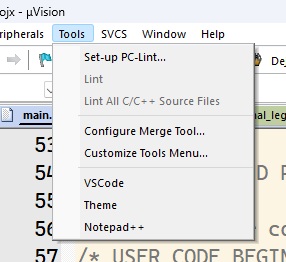 ojx - µVision
ripherals Tools SVCS Window Help
Set-up PC-Lint...
Lint
Lint All C/C++ Source Files
Configure Merge Tool...
Customize Tools Menu...
VSCode
Theme
Notepad++
De
main.
al_leg
53
54
55
56
57 /* USER CODE BEGIN